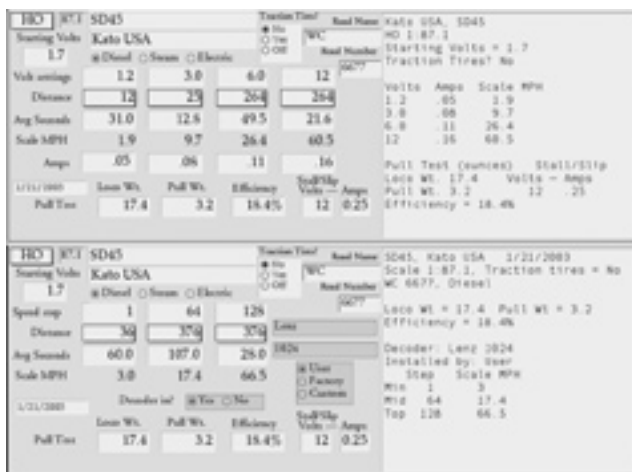 HO 87.1 SD45 Traction Tires? Road Name
Starting Volts Kato USA No WC
1.7 Diesel Steam Electric Yes Road Number
Off 6677
Volt settings 1.2 3.0 6.0 12
Distance 12 25 264 264
Avg Seconds 31.0 12.6 49.5 21.6
Scale MPH 1.9 9.7 26.4 60.5
Amps .05 .08 .11 .16
1/21/2003 Loco Wt. Pull Wt. Efficiency Stall/Slip Volts — Amps
Pull Test 17.4 3.2 18.4% 12 0.25
Kato USA, SD45
HO 1:87.1
Starting Volts = 1.7
Traction Tires? No
Volts Amps Scale MPH
1.2 .05 1.9
3.0 .08 9.7
6.0 .11 26.4
12 .16 60.5
Pull Test (ounces) Stall/Slip
Loco Wt. 17.4 Volts — Amps
Pull Wt. 3.2 12 .25
Efficiency = 18.4%
HO 87.1 SD45 Traction Tires? Road Name
Starting Volts Kato USA No WC
1.7 Diesel Steam Electric Yes Road Number
Off 6677
Speed step 1 64 128
Distance 36 376 376 Lenz
Avg Seconds 60.0 107.0 28.0 1024
Scale MPH 3.0 17.4 66.5 User
Factory
Custom
1/21/2003 Decoder in? Yes No
Loco Wt. Pull Wt. Efficiency Stall/Slip Volts — Amps
Pull Test 17.4 3.2 18.4% 12 0.25
SD45, Kato USA 1/21/2003
Scale 1:87.1, Traction tires = No
WC 6677, Diesel
Loco Wt = 17.4 Pull Wt = 3.2
Efficiency = 18.4%
Decoder: Lenz 1024
Installed by: User
Step Scale MPH
Min 1 3
Mid 64 17.4
Top 128 66.5